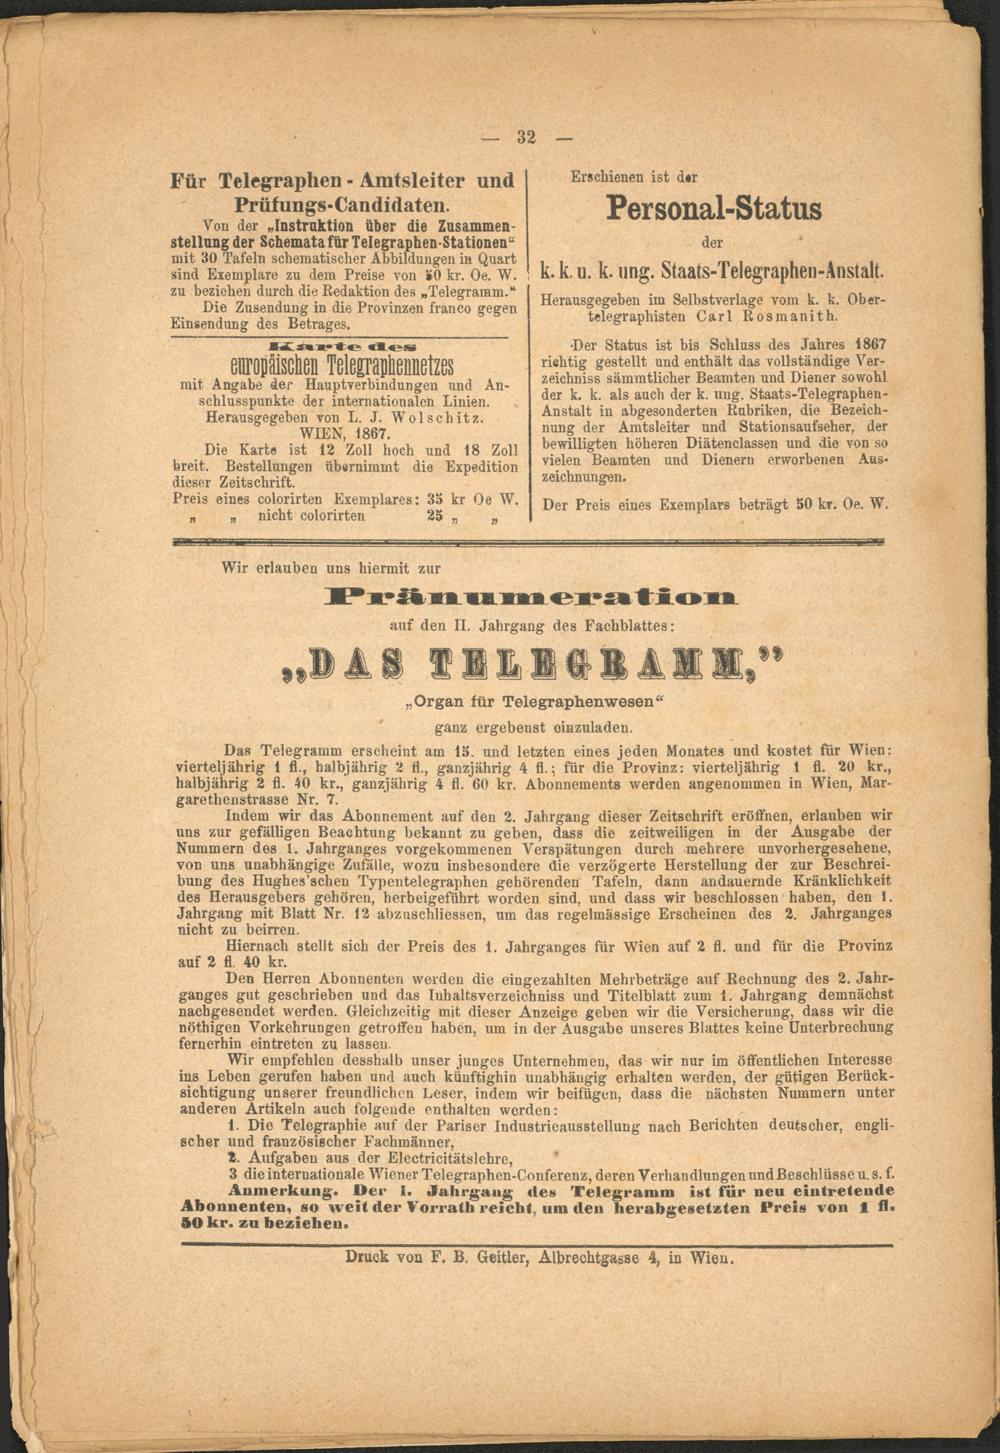 — 32 —
Für Telegraphen - Amtsleiter und
Prüfungs-Candidaten.
Von der „Instruktion über die Zusammen-
stellung der Schemata für Telegraphen-Stationen“
mit 30 Tafeln schematischer Abbildungen in Quart
sind Exemplare zu dem Preise von 50 kr. Oe. W.
zu beziehen durch die Redaktion des „Telegramm.“
Die Zusendung in die Provinzen franco gegen
Einsendung des Betrages.
Karte des
europäischen Telegraphennetzes
mit Angabe der Hauptverbindungen und An-
schlusspunkte der internationalen Linien.
Herausgegeben von L. J. Wolschitz.
WIEN, 1867.
Die Karte ist 12 Zoll hoch und 18 Zoll
breit. Bestellungen übernimmt die Expedition
dieser Zeitschrift.
Preis eines colorirten Exemplares: 35 kr Oe W.
„ „ nicht colorirten 25 „ „
Erschienen ist der
Personal-Status
der
k. k. u. k. ung. Staats-Telegraphen-Anstalt.
Herausgegeben im Selbstverlage vom k. k. Ober-
telegraphisten Carl Rosmanith.
Der Status ist bis Schluss des Jahres 1867
richtig gestellt und enthält das vollständige Ver-
zeichniss sämmtlicher Beamten und Diener sowohl
der k. k. als auch der k. ung. Staats-Telegraphen-
Anstalt in abgesonderten Rubriken, die Bezeich-
nung der Amtsleiter und Stationsaufseher, der
bewilligten höheren Diätenclassen und die von so
vielen Beamten und Dienern erworbenen Aus-
zeichnungen.
Der Preis eines Exemplars beträgt 50 kr. Oe. W.
Wir erlauben uns hiermit zur
Pränumeration
auf den II. Jahrgang des Fachblattes:
„DAS TELEGRAMM,”
„Organ für Telegraphenwesen“
ganz ergebenst einzuladen.
Das Telegramm erscheint am 15. und letzten eines jeden Monates und kostet für Wien:
vierteljährig 1 fl., halbjährig 2 fl., ganzjährig 4 fl.; für die Provinz: vierteljährig 1 fl. 20 kr.,
halbjährig 2 fl. 40 kr., ganzjährig 4 fl. 60 kr. Abonnements werden angenommen in Wien, Mar-
garethenstrasse Nr. 7.
Indem wir das Abonnement auf den 2. Jahrgang dieser Zeitschrift eröffnen, erlauben wir
uns zur gefälligen Beachtung bekannt zu geben, dass die zeitweiligen in der Ausgabe der
Nummern des 1. Jahrganges vorgekommenen Verspätungen durch mehrere unvorhergesehene,
von uns unabhängige Zufälle, wozu insbesondere die verzögerte Herstellung der zur Beschrei-
bung des Hughes’schen Typentelegraphen gehörenden Tafeln, dann andauernde Kränklichkeit
des Herausgebers gehören, herbeigeführt worden sind, und dass wir beschlossen haben, den 1.
Jahrgang mit Blatt Nr. 12 abzuschliessen, um das regelmässige Erscheinen des 2. Jahrganges
nicht zu beirren.
Hiernach stellt sich der Preis des 1. Jahrganges für Wien auf 2 fl. und für die Provinz
auf 2 fl. 40 kr.
Den Herren Abonnenten werden die eingezahlten Mehrbeträge auf Rechnung des 2. Jahr-
ganges gut geschrieben und das Inhaltsverzeichniss und Titelblatt zum 1. Jahrgang demnächst
nachgesendet werden. Gleichzeitig mit dieser Anzeige geben wir die Versicherung, dass wir die
nöthigen Vorkehrungen getroffen haben, um in der Ausgabe unseres Blattes keine Unterbrechung
fernerhin eintreten zu lassen.
Wir empfehlen desshalb unser junges Unternehmen, das wir nur im öffentlichen Interesse
ins Leben gerufen haben und auch künftighin unabhängig erhalten werden, der gütigen Berück-
sichtigung unserer freundlichen Leser, indem wir beifügen, dass die nächsten Nummern unter
anderen Artikeln auch folgende enthalten werden:
1. Die Telegraphie auf der Pariser Industrieausstellung nach Berichten deutscher, engli-
scher und französischer Fachmänner,
2. Aufgaben aus der Electricitätslehre,
3 die internationale Wiener Telegraphen-Conferenz, deren Verhandlungen und Beschlüsse u. s. f.
Anmerkung. Der I. Jahrgang des Telegramm ist für neu eintretende
Abonnenten, so weit der Vorrath reicht, um den herabgesetzten Preis von 1 fl.
50 kr. zu beziehen.
Druck von F. B. Geitler, Albrechtgasse 4, in Wien.